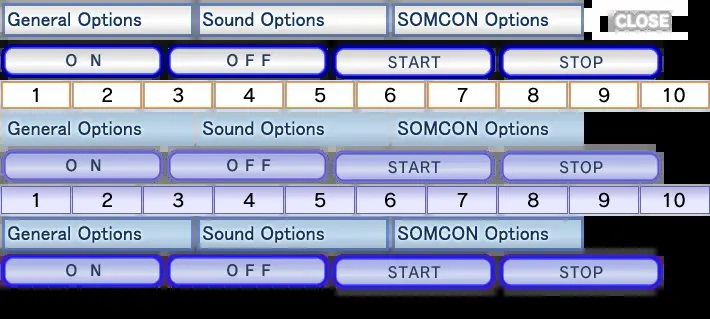 General Options Sound Options SOMCON Options CLOSE
ON OFF START STOP
1 2 3 4 5 6 7 8 9 10
General Options Sound Options SOMCON Options
ON OFF START STOP
1 2 3 4 5 6 7 8 9 10
General Options Sound Options SOMCON Options
ON OFF START STOP